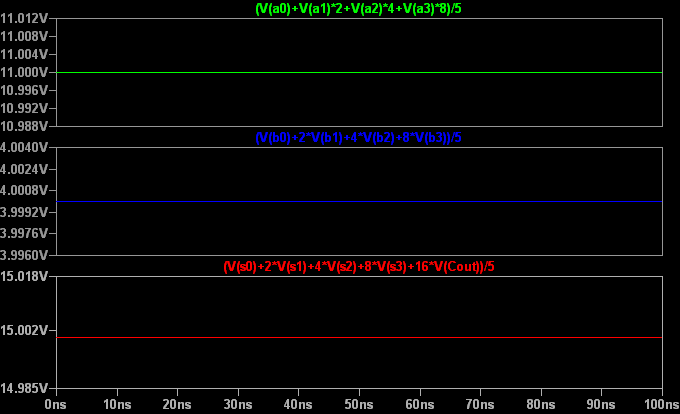 (V(a0)+V(a1)*2+V(a2)*4+V(a3)*8)/5
11.012V
11.008V
11.004V
11.000V
10.996V
10.992V
10.988V
(V(b0)+2*V(b1)+4*V(b2)+8*V(b3))/5
4.0040V
4.0024V
4.0008V
3.9992V
3.9976V
3.9960V
(V(s0)+2*V(s1)+4*V(s2)+8*V(s3)+16*V(Cout))/5
15.018V
15.002V
14.985V
0ns 10ns 20ns 30ns 40ns 50ns 60ns 70ns 80ns 90ns 100ns